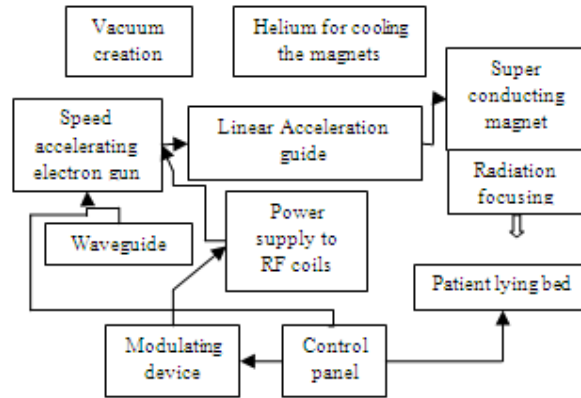 Vacuum
creation
Helium for cooling
the magnets
Super
conducting
magnet
Speed
accelerating
electron gun
Linear Acceleration
guide
Radiation
focusing
Waveguide
Power
supply to
RF coils
Patient lying bed
Modulating
device
Control
panel